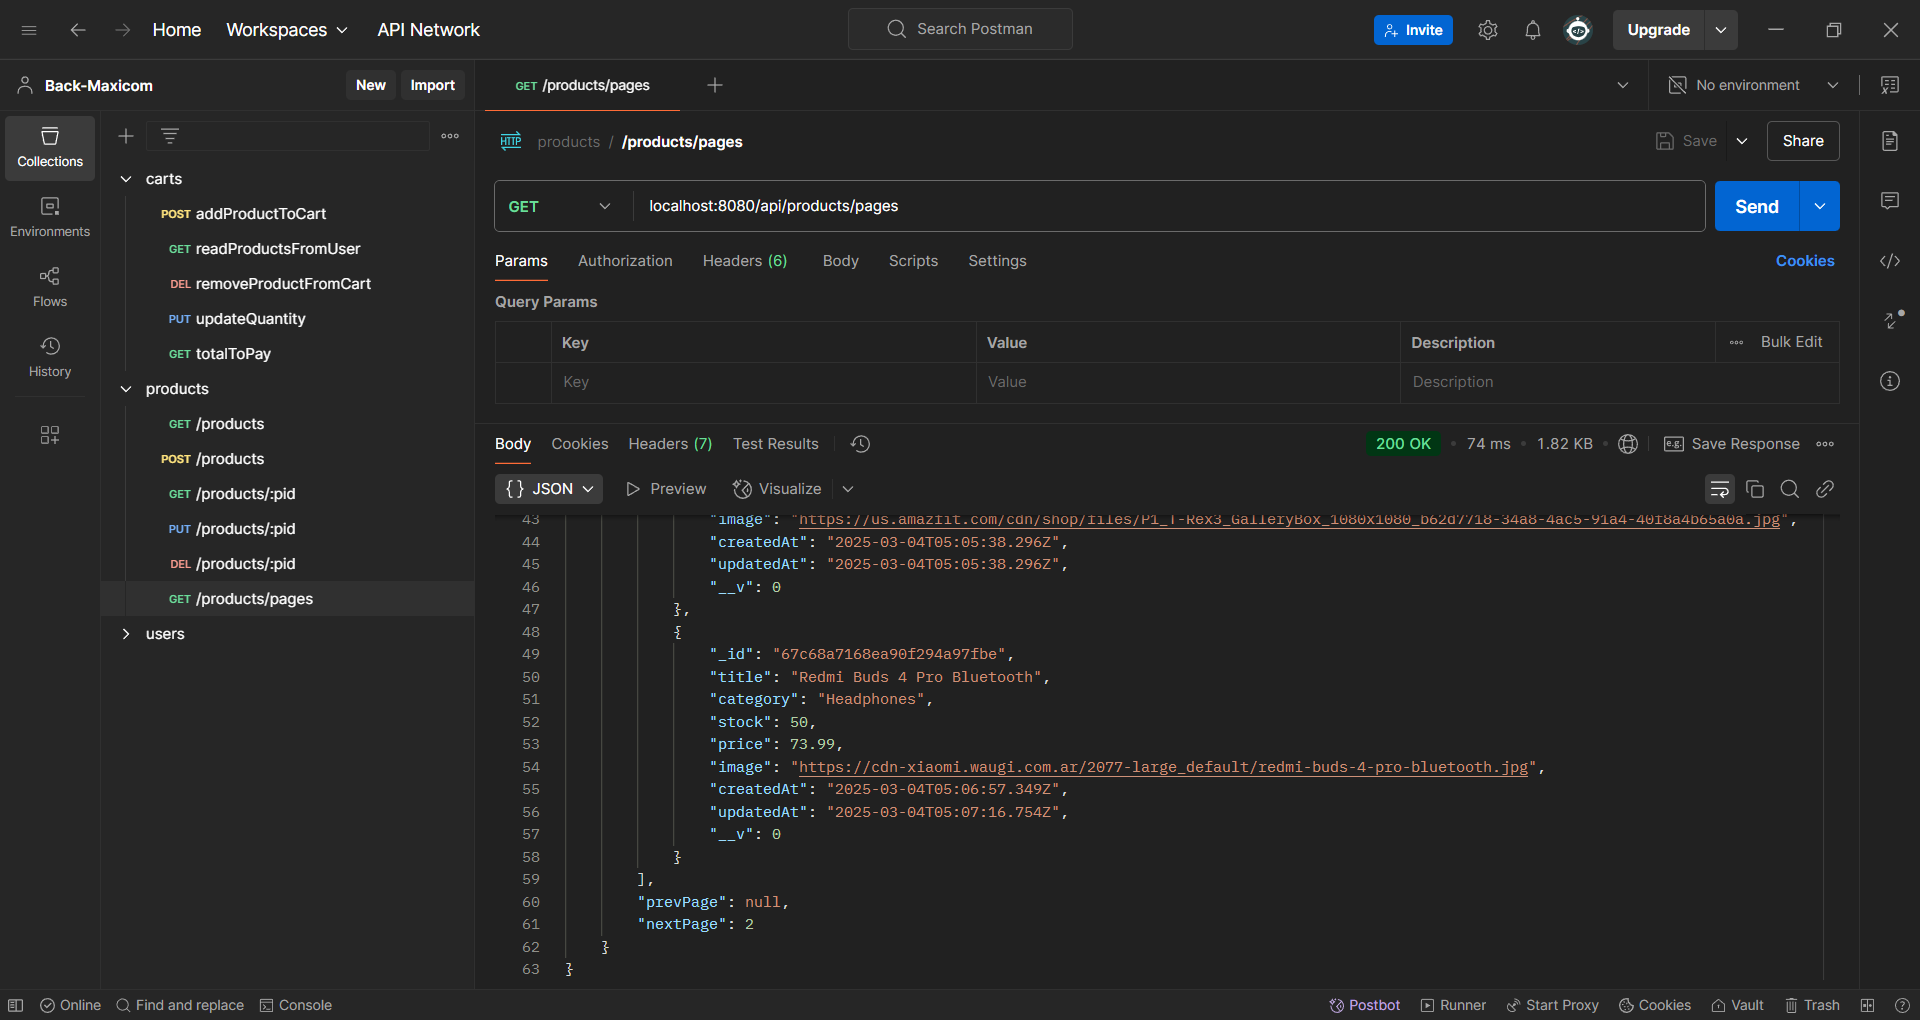 Home Workspaces API Network Search Postman Invite Upgrade
Back-Maxicom New Import GET /products/pages No environment
Collections
Environments
Flows
History
carts
POST addProductToCart
GET readProductsFromUser
DEL removeProductFromCart
PUT updateQuantity
GET totalToPay
products
GET /products
POST /products
GET /products/:pid
PUT /products/:pid
DEL /products/:pid
GET /products/pages
users
HTTP products / /products/pages Save Share
GET localhost:8080/api/products/pages Send
Params Authorization Headers (6) Body Scripts Settings Cookies
Query Params
Key Value Description Bulk Edit
Key Value Description
Body Cookies Headers (7) Test Results 200 OK • 74 ms • 1.82 KB • e.g. Save Response
{} JSON Preview Visualize
43 "image": "https://us.amazfit.com/cdn/shop/files/P1_T-Rex3_GalleryBox_1080x1080_b62d7718-34a8-4ac5-91a4-40f8a4b65a0a.jpg",
44 "createdAt": "2025-03-04T05:05:38.296Z",
45 "updatedAt": "2025-03-04T05:05:38.296Z",
46 "__v": 0
47 },
48 {
49 "_id": "67c68a7168ea90f294a97fbe",
50 "title": "Redmi Buds 4 Pro Bluetooth",
51 "category": "Headphones",
52 "stock": 50,
53 "price": 73.99,
54 "image": "https://cdn-xiaomi.waugi.com.ar/2077-large_default/redmi-buds-4-pro-bluetooth.jpg",
55 "createdAt": "2025-03-04T05:06:57.349Z",
56 "updatedAt": "2025-03-04T05:07:16.754Z",
57 "__v": 0
58 }
59 ],
60 "prevPage": null,
61 "nextPage": 2
62 }
63 }
Online Find and replace Console Postbot Runner Start Proxy Cookies Vault Trash